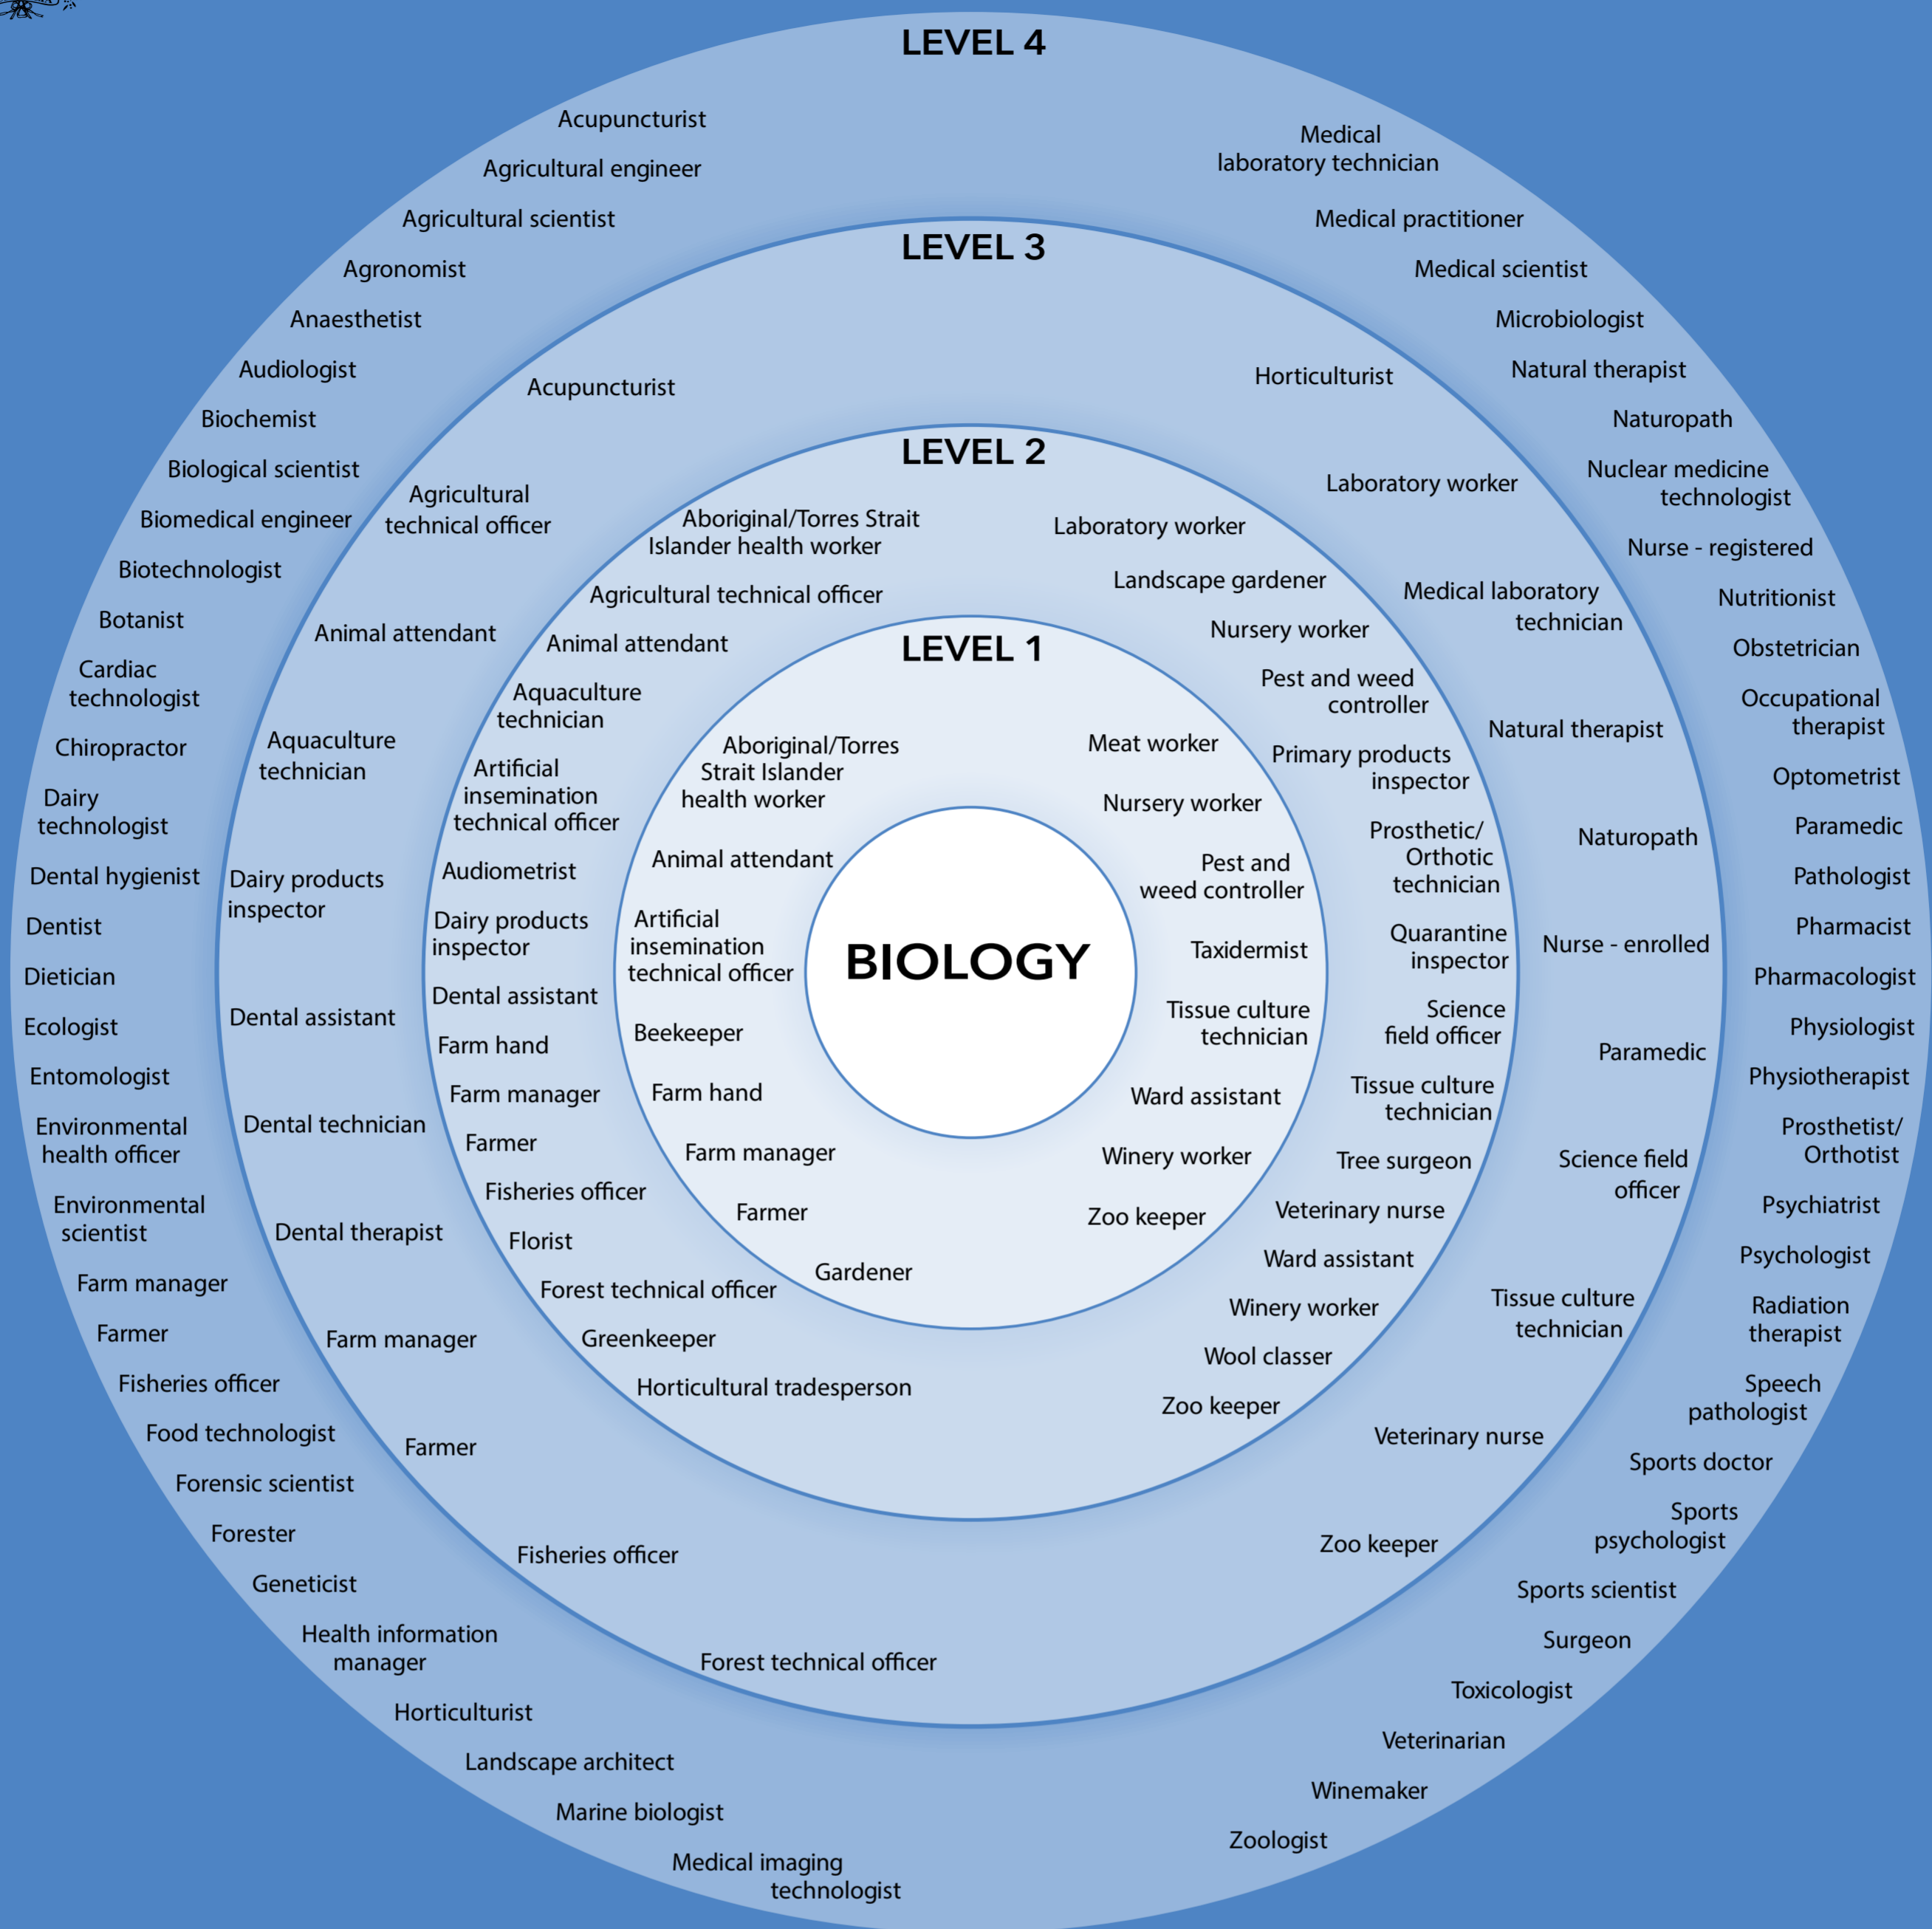 LEVEL 4
Acupuncturist
Agricultural engineer
Agricultural scientist
Agronomist
Anaesthetist
Audiologist
Biochemist
Biological scientist
Biomedical engineer
Biotechnologist
Botanist
Cardiac
technologist
Chiropractor
Dairy
technologist
Dental hygienist
Dentist
Dietician
Ecologist
Entomologist
Environmental
health officer
Environmental
scientist
Farm manager
Farmer
Fisheries officer
Food technologist
Forensic scientist
Forester
Geneticist
Health information
manager
Horticulturist
Landscape architect
Marine biologist
Medical imaging
technologist
Medical
laboratory technician
Medical practitioner
Medical scientist
Microbiologist
Natural therapist
Naturopath
Nuclear medicine
technologist
Nurse - registered
Nutritionist
Obstetrician
Occupational
therapist
Optometrist
Paramedic
Pathologist
Pharmacist
Pharmacologist
Physiologist
Physiotherapist
Prosthetist/
Orthotist
Psychiatrist
Psychologist
Radiation
therapist
Speech
pathologist
Sports doctor
Sports
psychologist
Sports scientist
Surgeon
Toxicologist
Veterinarian
Winemaker
Zoologist
LEVEL 3
Acupuncturist
Agricultural
technical officer
Animal attendant
Aquaculture
technician
Dairy products
inspector
Dental assistant
Dental technician
Dental therapist
Farm manager
Farmer
Fisheries officer
Forest technical officer
Horticulturist
Laboratory worker
Medical laboratory
technician
Natural therapist
Naturopath
Nurse - enrolled
Paramedic
Science field
officer
Tissue culture
technician
Veterinary nurse
Zoo keeper
LEVEL 2
Aboriginal/Torres Strait
Islander health worker
Agricultural technical officer
Animal attendant
Aquaculture
technician
Artificial
insemination
technical officer
Audiometrist
Dairy products
inspector
Dental assistant
Farm hand
Farm manager
Farmer
Fisheries officer
Florist
Forest technical officer
Greenkeeper
Horticultural tradesperson
Laboratory worker
Landscape gardener
Nursery worker
Pest and weed
controller
Primary products
inspector
Prosthetic/
Orthotic
technician
Quarantine
inspector
Science
field officer
Tissue culture
technician
Tree surgeon
Veterinary nurse
Ward assistant
Winery worker
Wool classer
Zoo keeper
LEVEL 1
Aboriginal/Torres
Strait Islander
health worker
Animal attendant
Artificial
insemination
technical officer
Beekeeper
Farm hand
Farm manager
Farmer
Gardener
Meat worker
Nursery worker
Pest and
weed controller
Taxidermist
Tissue culture
technician
Ward assistant
Winery worker
Zoo keeper
BIOLOGY